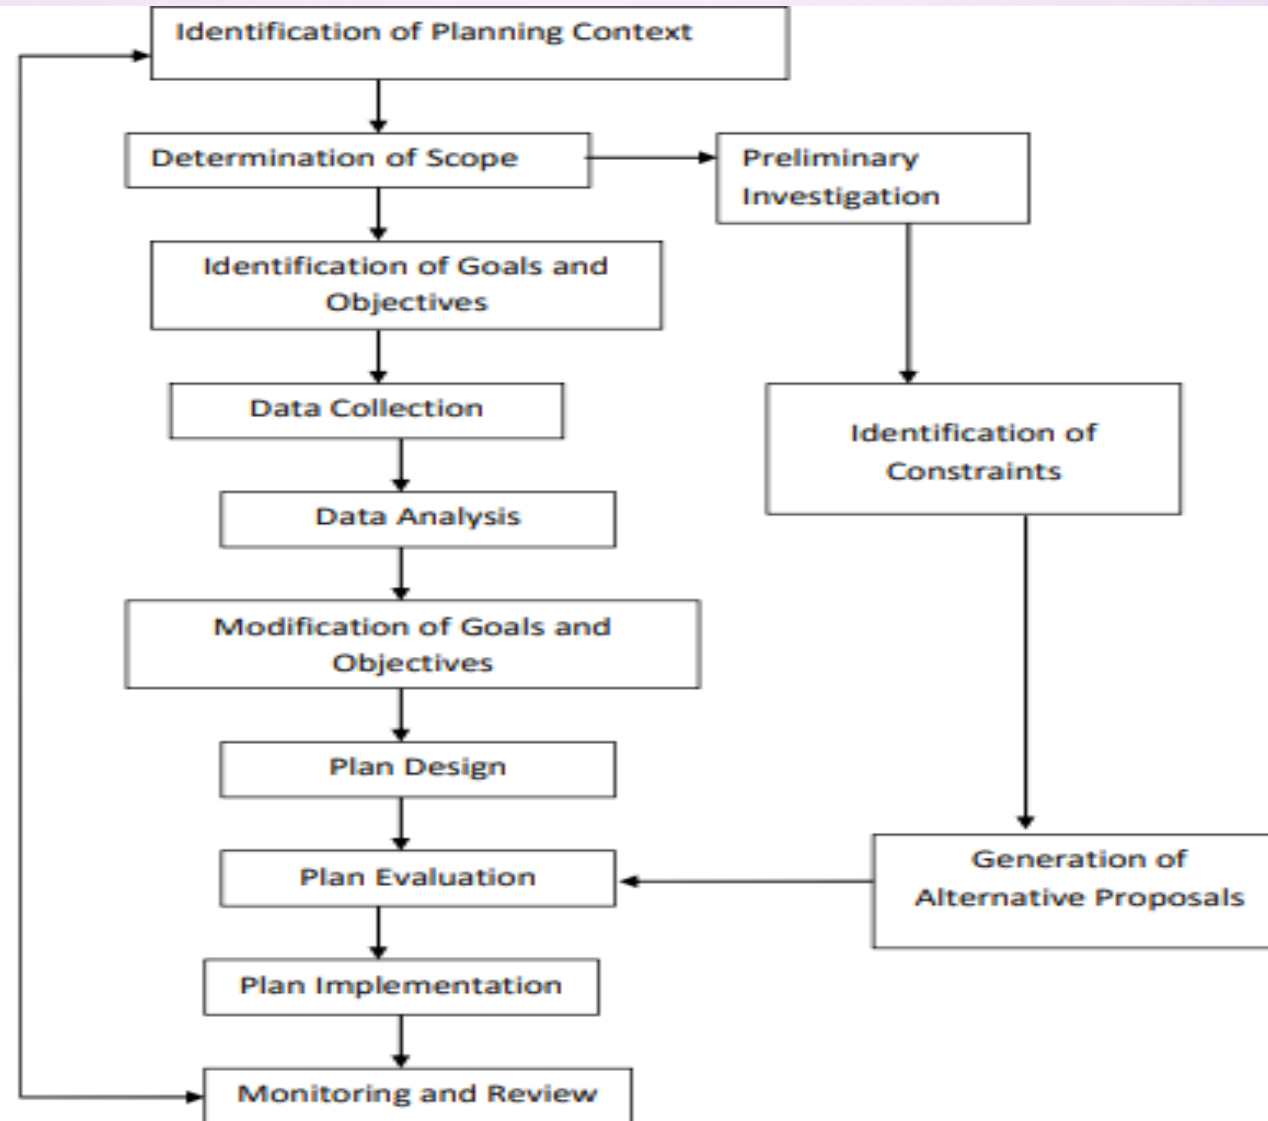 Identification of Planning Context
Determination of Scope
Preliminary
Investigation
Identification of Goals and
Objectives
Data Collection
Identification of
Constraints
Data Analysis
Modification of Goals and
Objectives
Plan Design
Plan Evaluation
Generation of
Alternative Proposals
Plan Implementation
Monitoring and Review